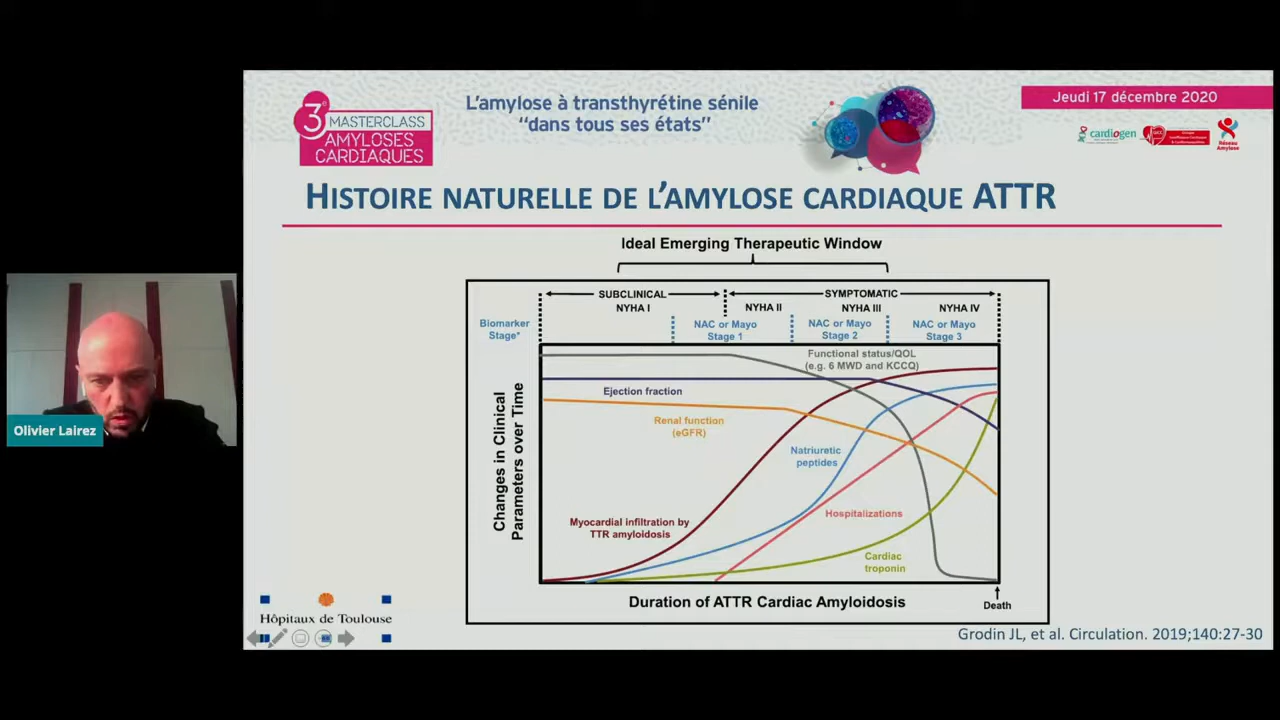 3e
MASTERCLASS
AMYLOSES
CARDIAQUES
L'amylose à transthyrétine sénile
"dans tous ses états"
Jeudi 17 décembre 2020
cardiogen
Réseau
Amylose
HISTOIRE NATURELLE DE L'AMYLOSE CARDIAQUE ATTR
Ideal Emerging Therapeutic Window
SUBCLINICAL
SYMPTOMATIC
NYHA I
NYHA II
NYHA III
NYHA IV
Biomarker
Stage*
NAC or Mayo
Stage 1
NAC or Mayo
Stage 2
NAC or Mayo
Stage 3
Functional status/QOL
(e.g. 6 MWD and KCCQ)
Ejection fraction
Renal function
(eGFR)
Natriuretic
peptides
Hospitalizations
Myocardial infiltration by
TTR amyloidosis
Cardiac
troponin
Changes in Clinical
Parameters over Time
Duration of ATTR Cardiac Amyloidosis
Death
Olivier Lairez
Hôpitaux de Toulouse
Grodin JL, et al. Circulation. 2019;140:27-30